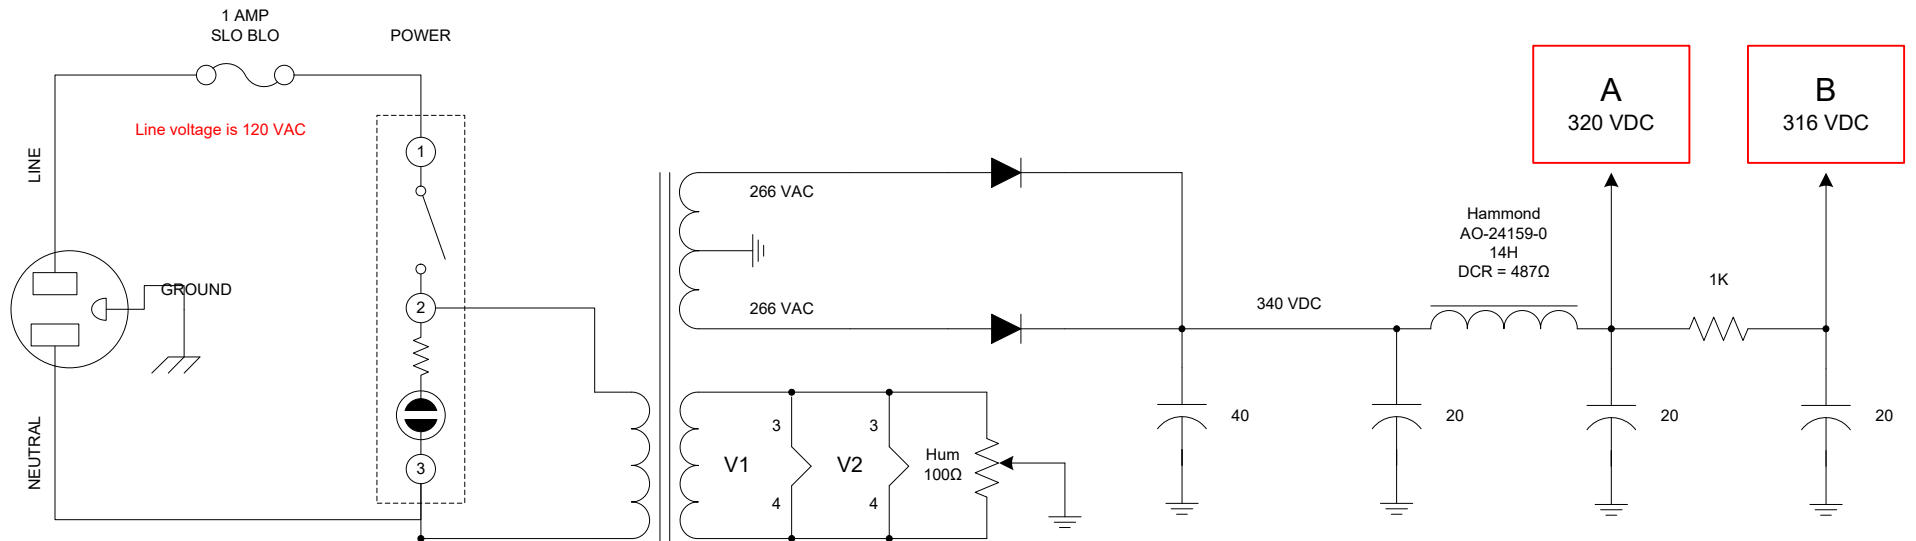 1 AMP
SLO BLO
POWER
Line voltage is 120 VAC
LINE
GROUND
NEUTRAL
1
2
3
266 VAC
266 VAC
V1
3
4
V2
3
4
Hum
100Ω
340 VDC
40
20
Hammond
AO-24159-0
14H
DCR = 487Ω
A
320 VDC
20
1K
B
316 VDC
20